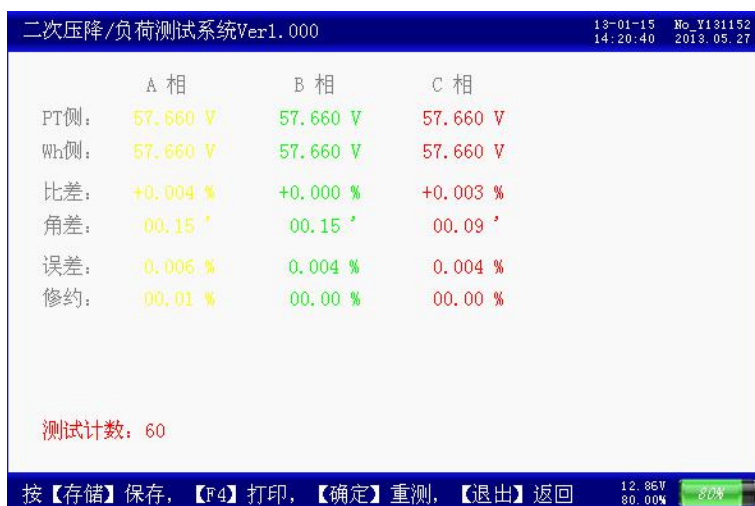 二次压降/负荷测试系统Ver1.000
13-01-15 No_Y131152
14:20:40 2013.05.27
A 相 B 相 C 相
PT侧: 57.660 V 57.660 V 57.660 V
Wh侧: 57.660 V 57.660 V 57.660 V
比差: +0.004 % +0.000 % +0.003 %
角差: 00.15 ' 00.15 ' 00.09 '
误差: 0.006 % 0.004 % 0.004 %
修约: 00.01 % 00.00 % 00.00 %
测试计数: 60
按【存储】保存, 【F4】打印, 【确定】重测, 【退出】返回
12.86V
80.00%
80%